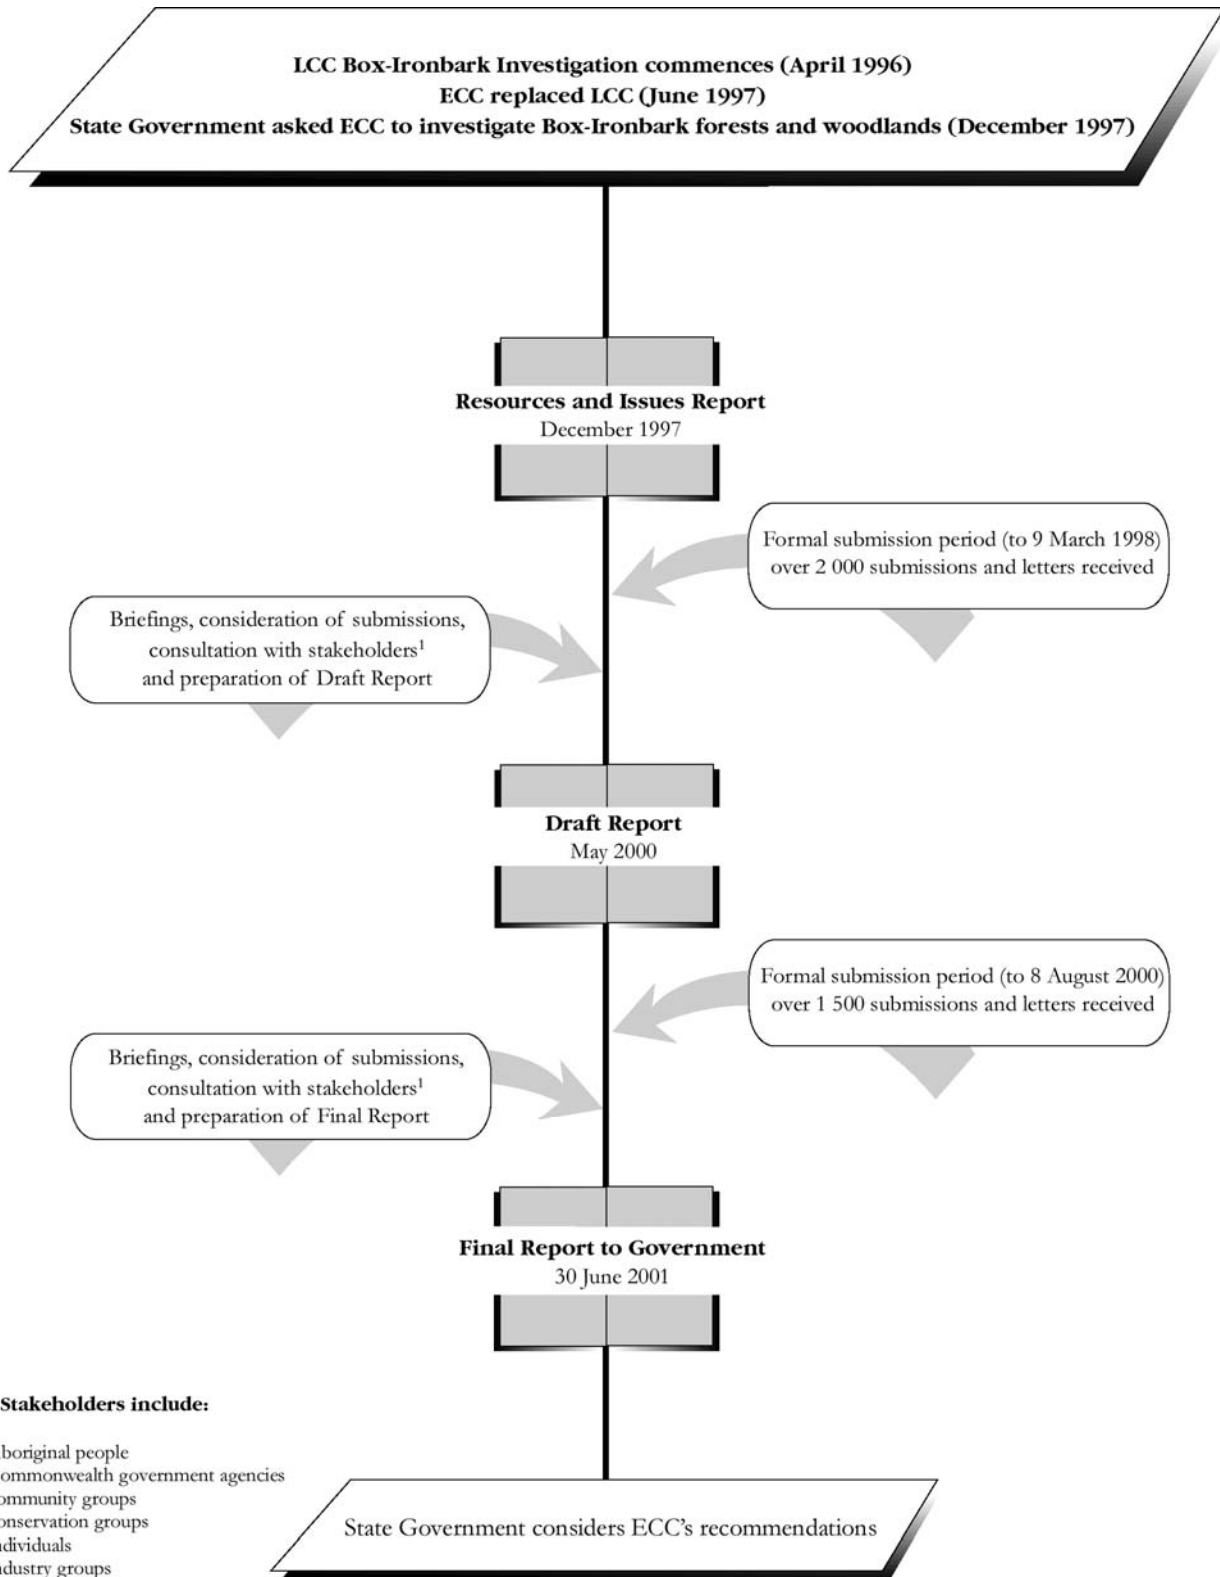 LCC Box-Ironbark Investigation commences (April 1996)
ECC replaced LCC (June 1997)
State Government asked ECC to investigate Box-Ironbark forests and woodlands (December 1997)
Resources and Issues Report
December 1997
Formal submission period (to 9 March 1998)
over 2 000 submissions and letters received
Briefings, consideration of submissions,
consultation with stakeholders¹
and preparation of Draft Report
Draft Report
May 2000
Formal submission period (to 8 August 2000)
over 1 500 submissions and letters received
Briefings, consideration of submissions,
consultation with stakeholders¹
and preparation of Final Report
Final Report to Government
30 June 2001
Stakeholders include:
boriginal people
ommonwealth government agencies
ommunity groups
onservation groups
dividuals
dustry groups
State Government considers ECC's recommendations